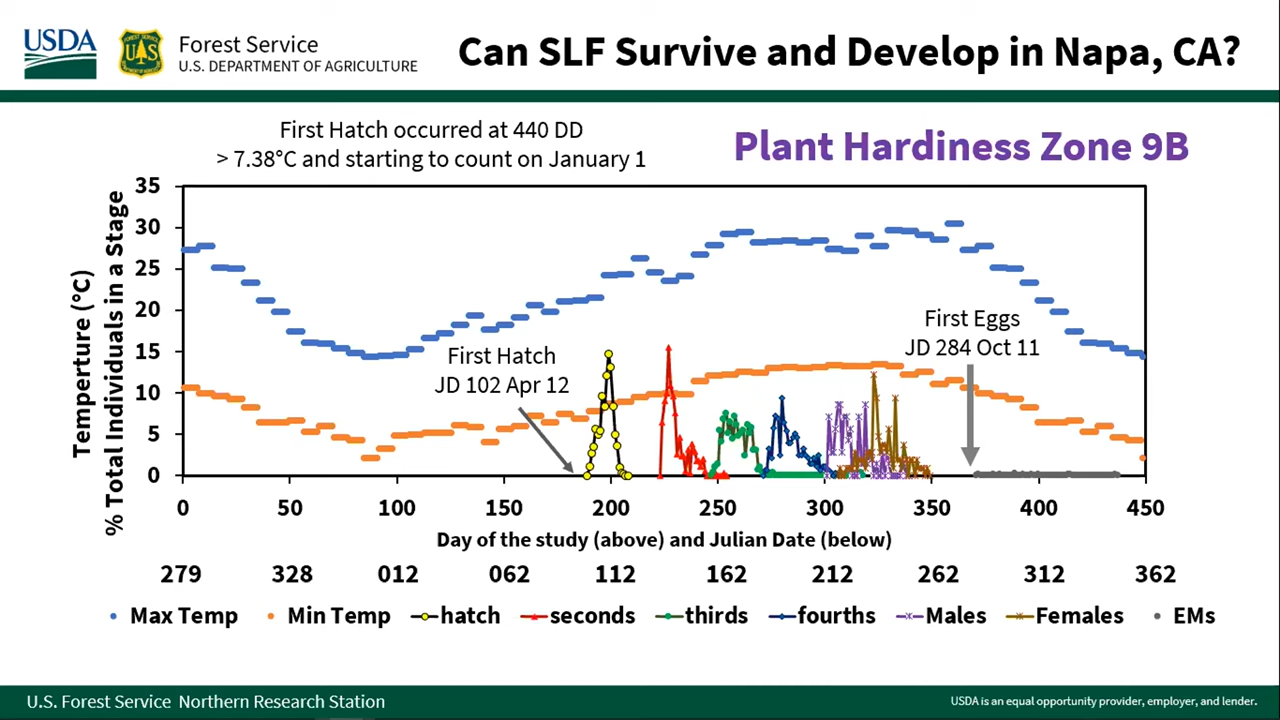 USDA
UAS
Forest Service
U.S. DEPARTMENT OF AGRICULTURE
Can SLF Survive and Develop in Napa, CA?
First Hatch occurred at 440 DD
> 7.38°C and starting to count on January 1
Plant Hardiness Zone 9B
Temperture (°C)
% Total Individuals in a Stage
35
30
25
20
15
10
5
0
First Hatch
JD 102 Apr 12
First Eggs
JD 284 Oct 11
0 50 100 150 200 250 300 350 400 450
Day of the study (above) and Julian Date (below)
279 328 012 062 112 162 212 262 312 362
Max Temp Min Temp hatch seconds thirds fourths Males Females EMs
U.S. Forest Service Northern Research Station
USDA is an equal opportunity provider, employer, and lender.